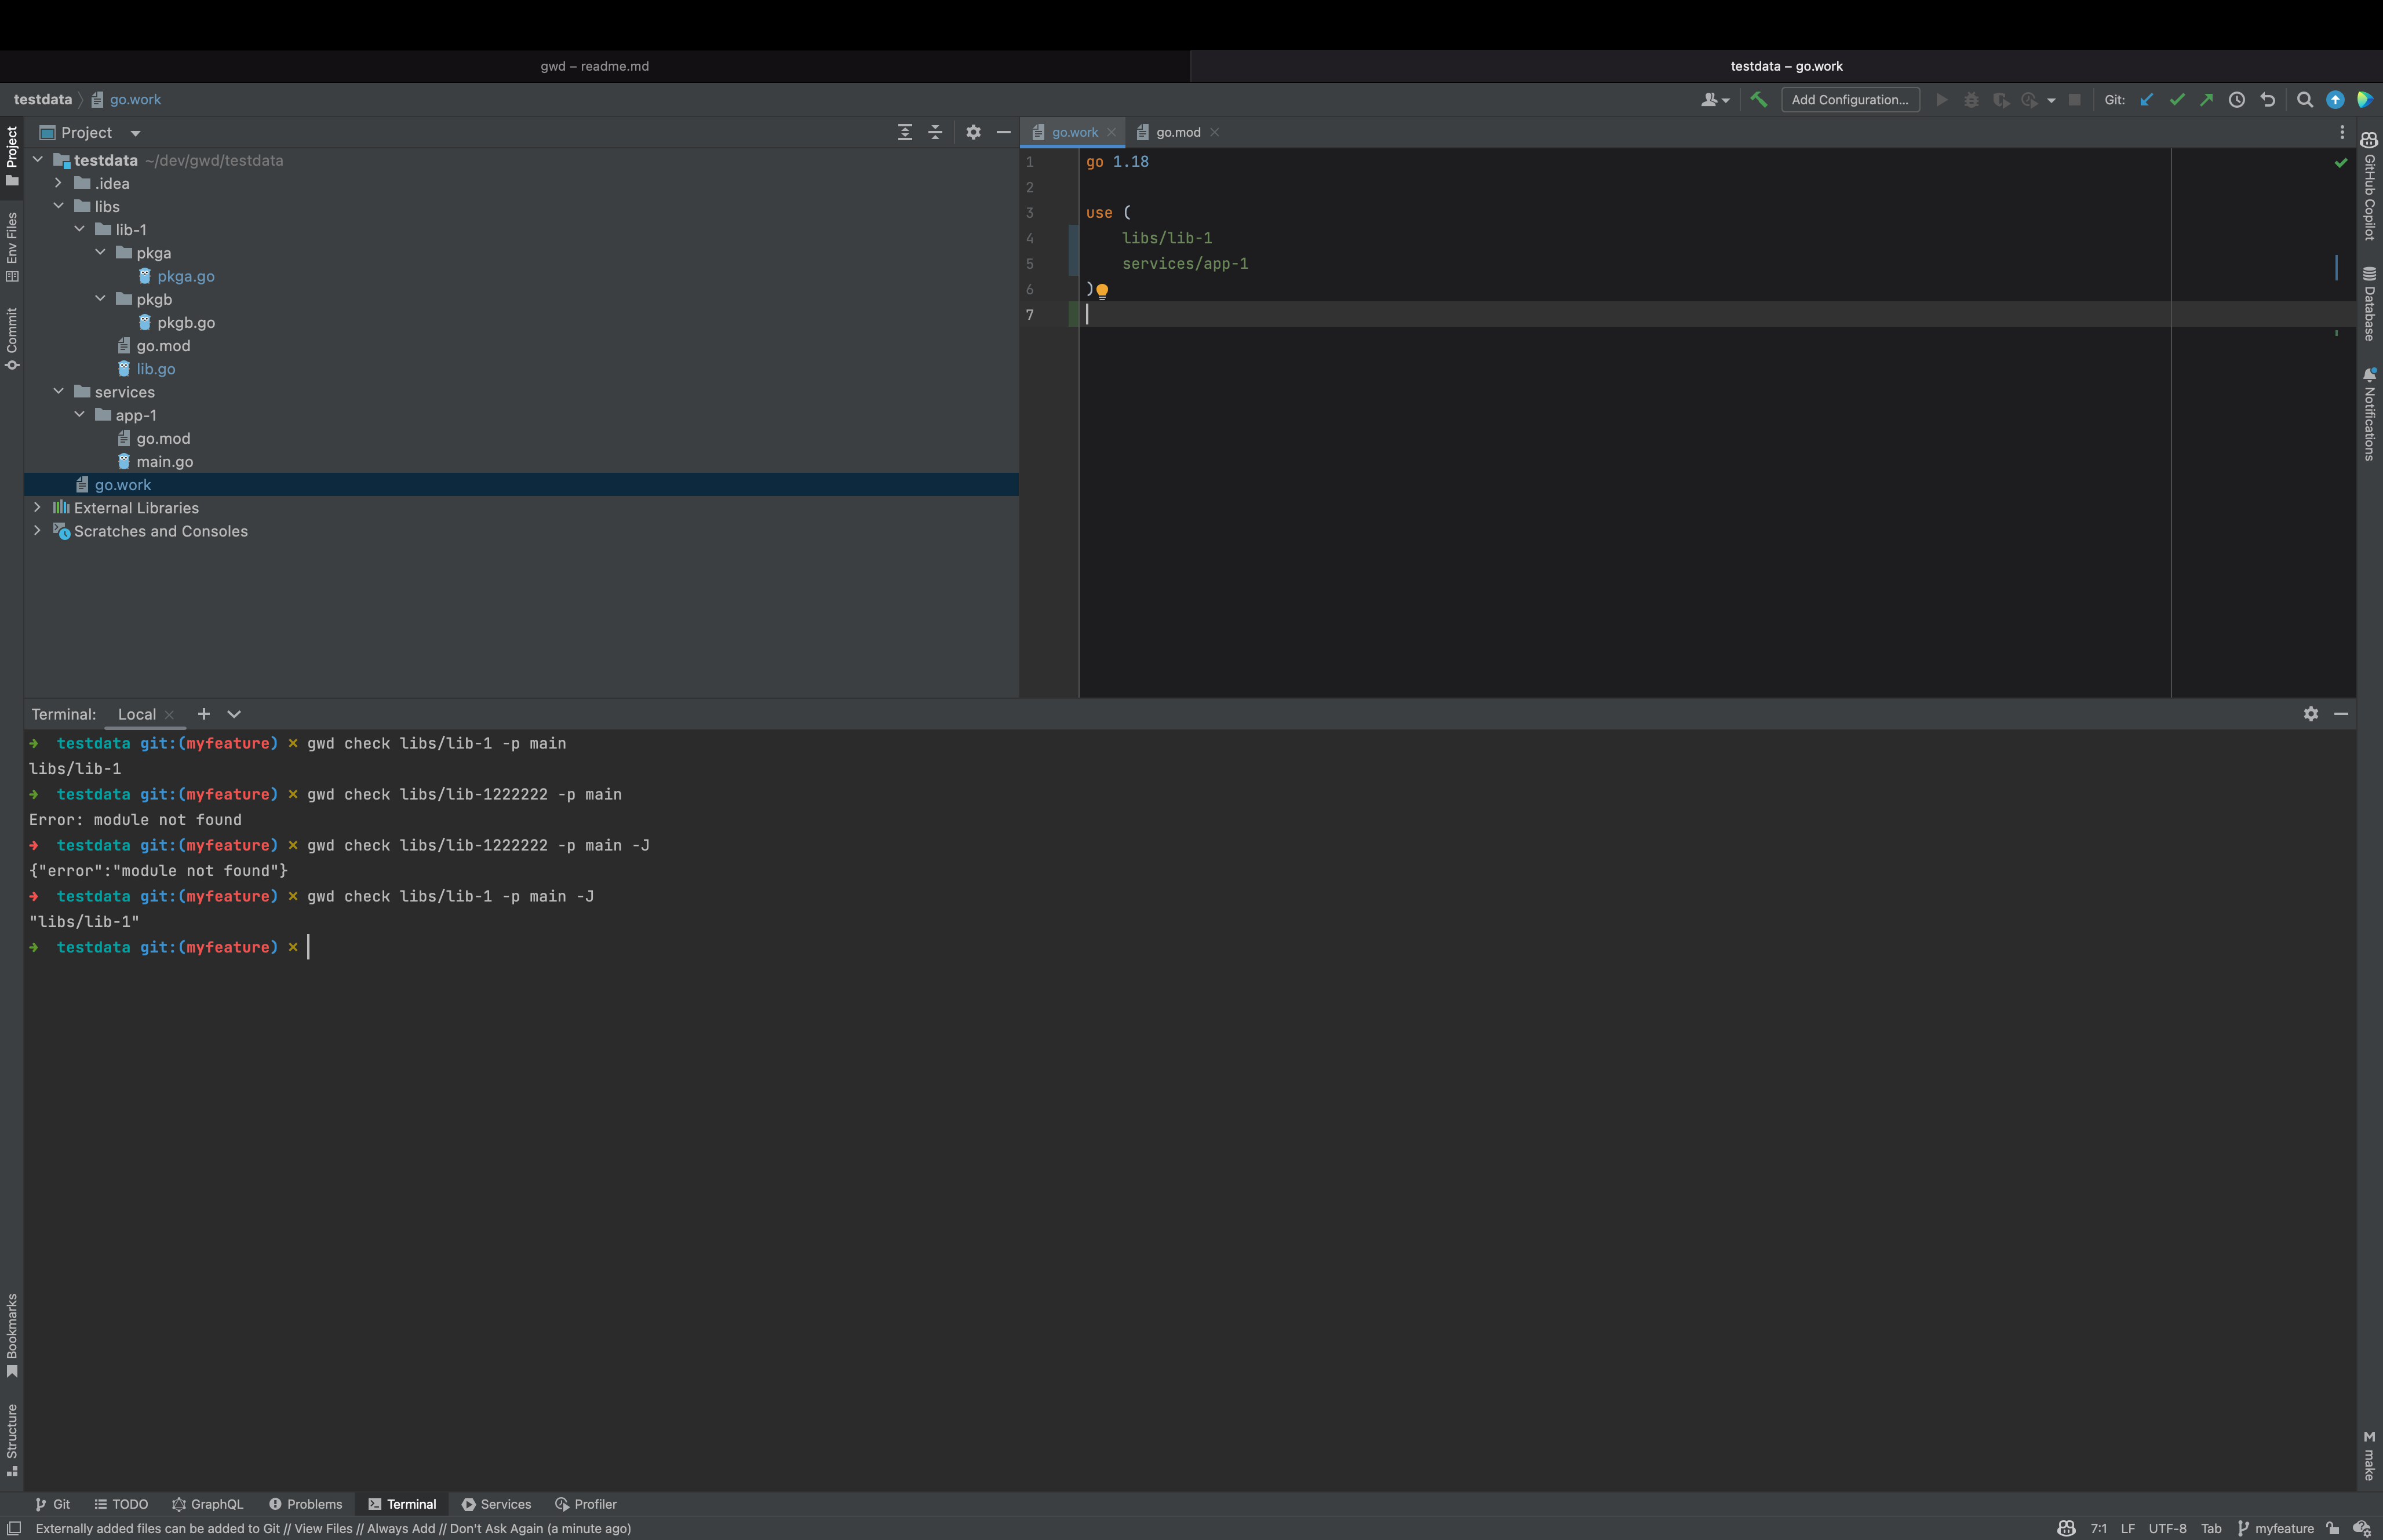 gwd – readme.md
testdata – go.work
testdata
go.work
Add Configuration...
Git:
Project
go.work
go.mod
testdata ~/dev/gwd/testdata
.idea
libs
lib-1
pkga
pkga.go
pkgb
pkgb.go
go.mod
lib.go
services
app-1
go.mod
main.go
go.work
External Libraries
Scratches and Consoles
1 go 1.18
2
3 use (
4 libs/lib-1
5 services/app-1
6 )
7
Project
Env Files
Commit
Bookmarks
Structure
GitHub Copilot
Database
Notifications
M make
Terminal: Local
➜ testdata git:(myfeature) × gwd check libs/lib-1 -p main
libs/lib-1
➜ testdata git:(myfeature) × gwd check libs/lib-1222222 -p main
Error: module not found
➜ testdata git:(myfeature) × gwd check libs/lib-1222222 -p main -J
{"error":"module not found"}
➜ testdata git:(myfeature) × gwd check libs/lib-1 -p main -J
"libs/lib-1"
➜ testdata git:(myfeature) ×
Git TODO GraphQL Problems Terminal Services Profiler
Externally added files can be added to Git // View Files // Always Add // Don't Ask Again (a minute ago)
7:1 LF UTF-8 Tab myfeature